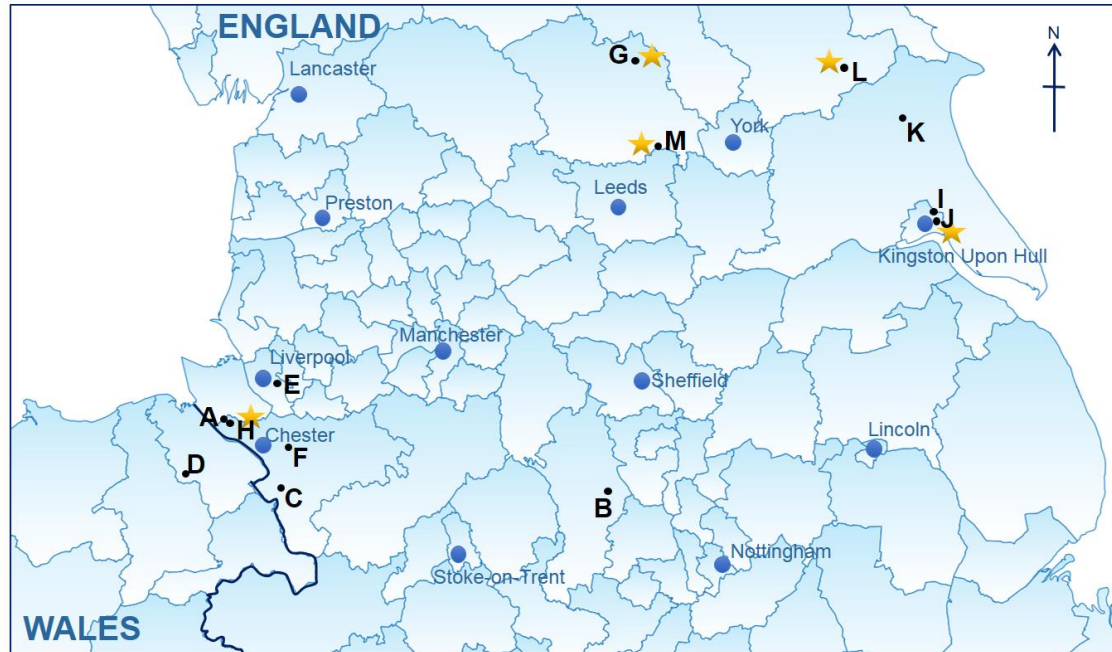 ENGLAND
N
Lancaster
G
L
K
York
M
Leeds
Preston
I
J
Kingston Upon Hull
Manchester
Liverpool
E
Sheffield
A
H
Chester
F
Lincoln
D
C
B
Nottingham
Stoke-on-Trent
WALES